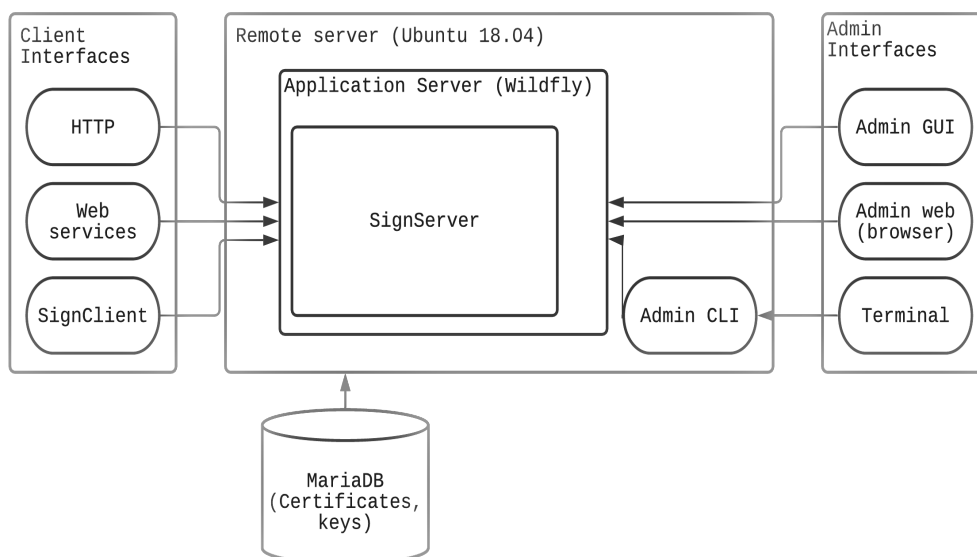 Client
Interfaces
HTTP
Web
services
SignClient
Remote server (Ubuntu 18.04)
Application Server (Wildfly)
SignServer
Admin CLI
Admin
Interfaces
Admin GUI
Admin web
(browser)
Terminal
MariaDB
(Certificates,
keys)